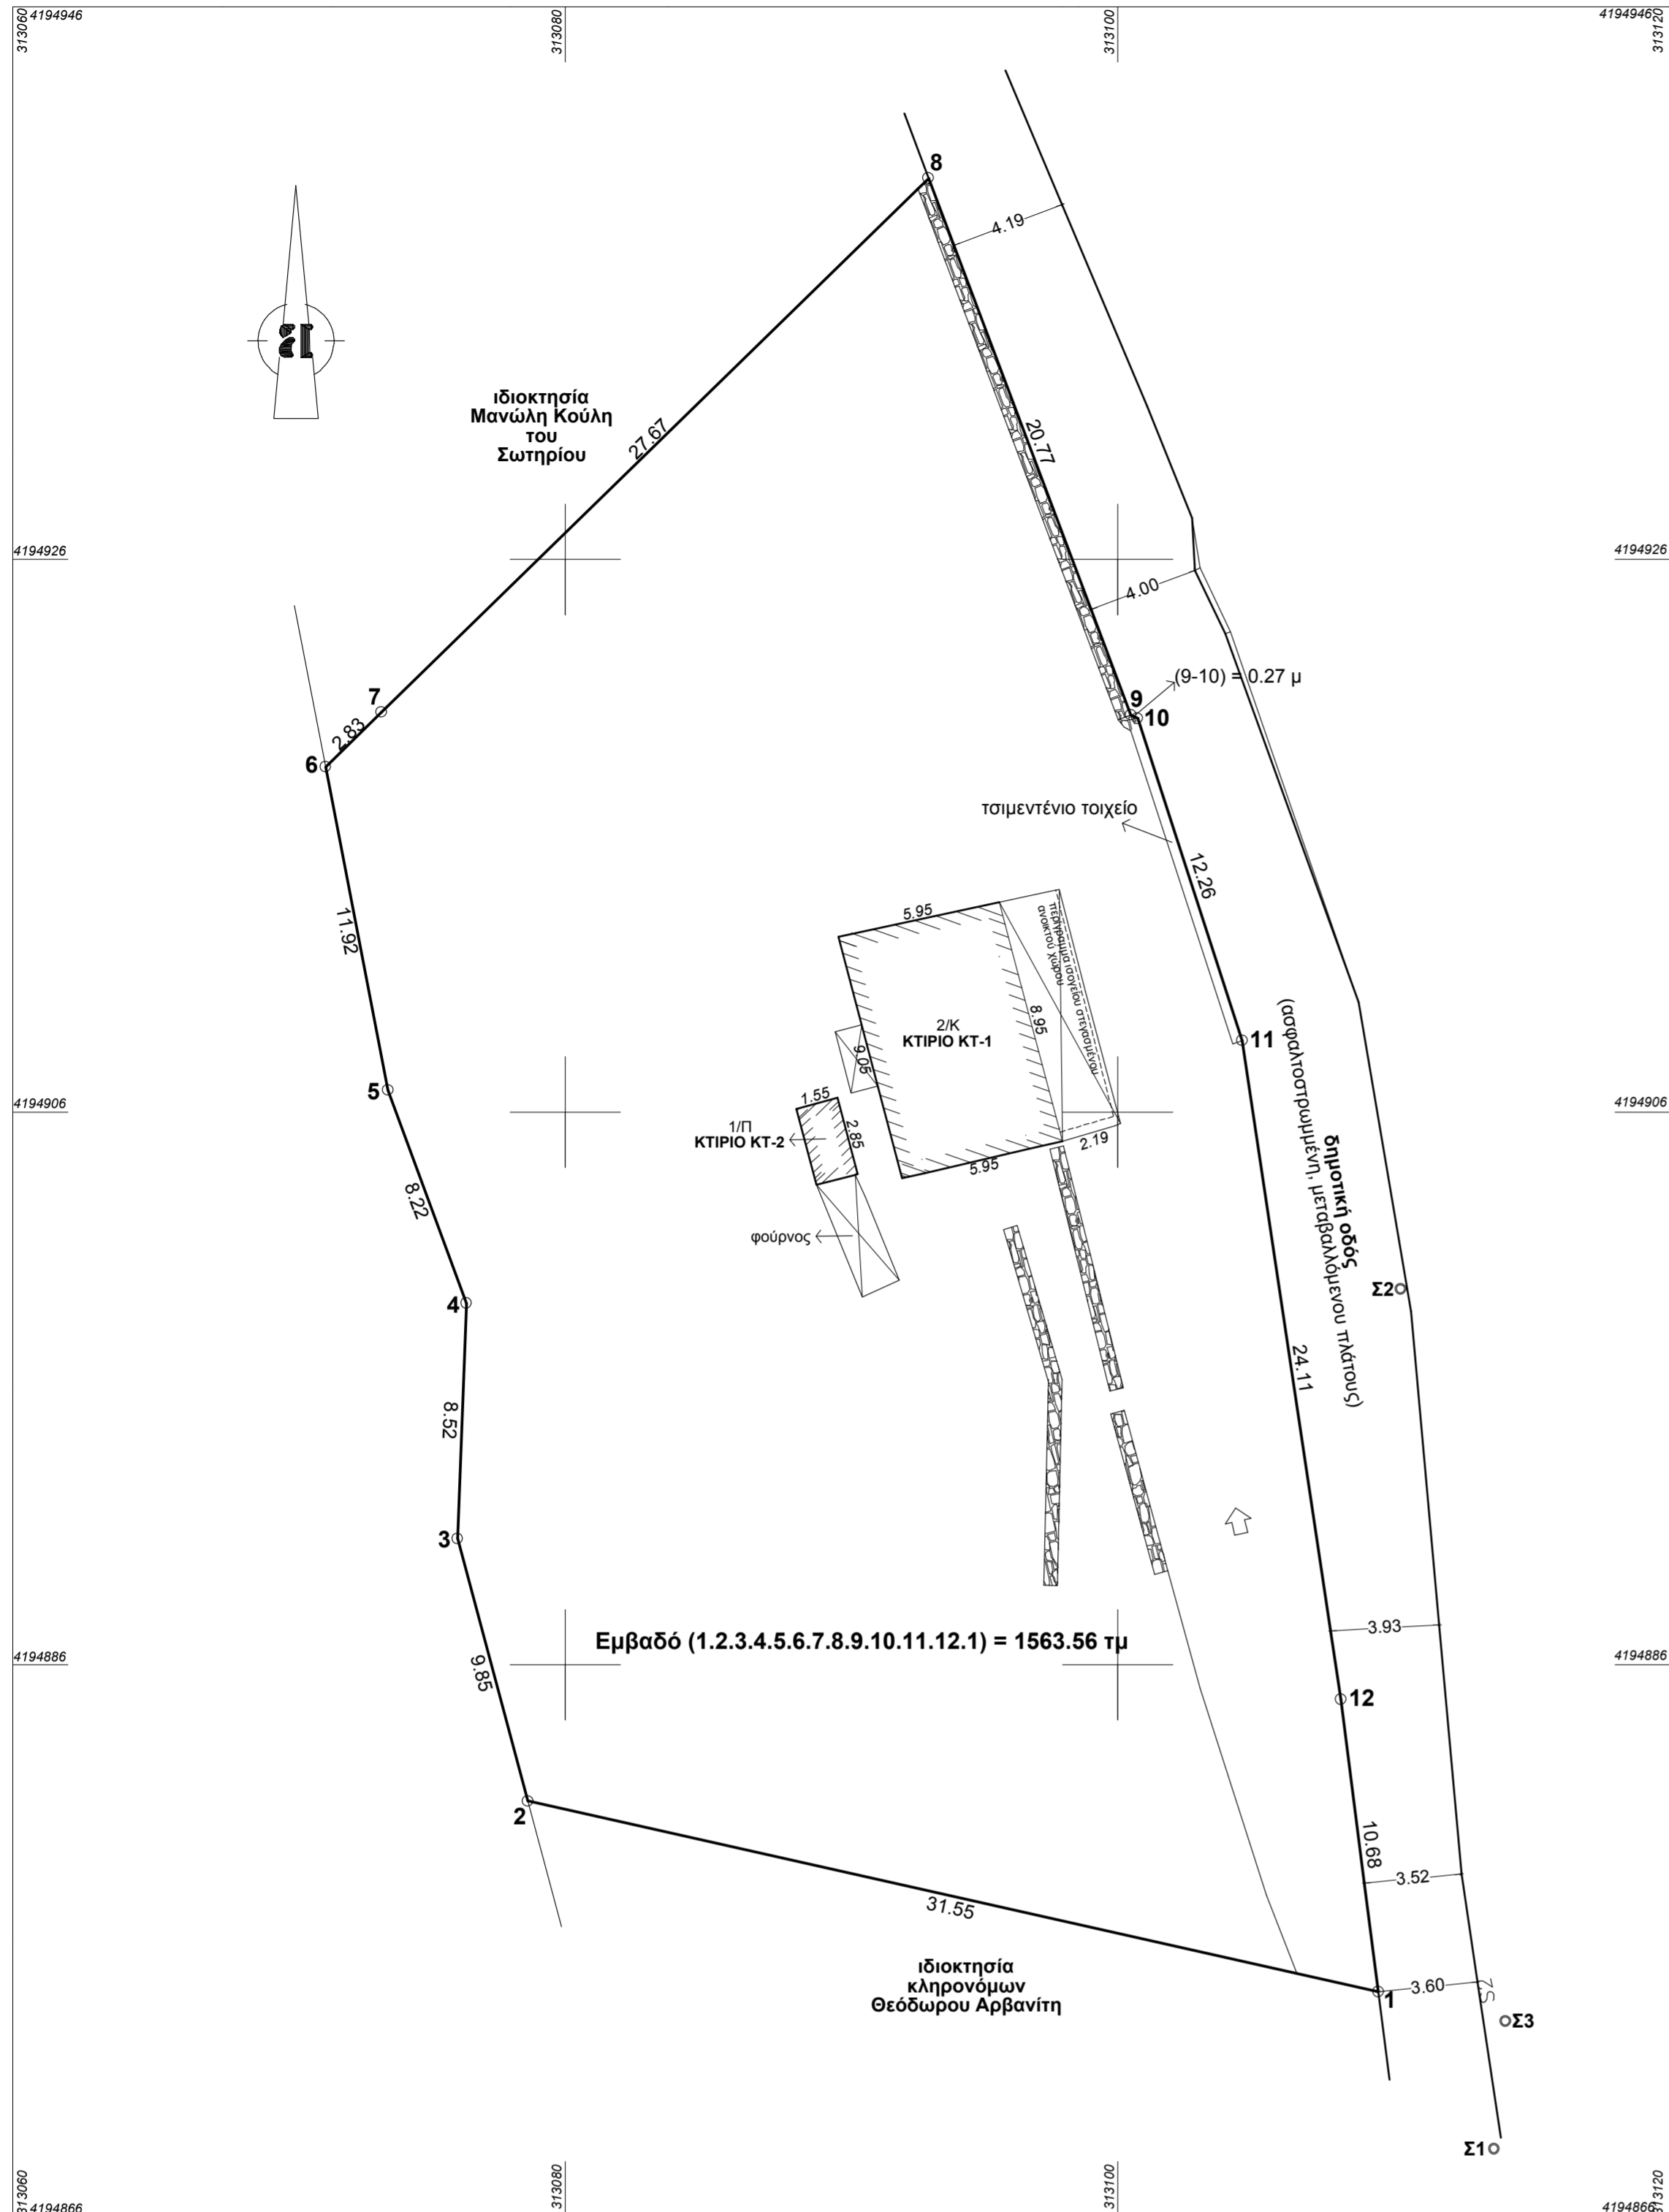 313060
4194946
313080
313100
4194946
313120
8
4.19
ιδιοκτησία
Μανώλη Κούλη
του
Σωτηρίου
27.67
20.77
4194926
4194926
4.00
(9-10) = 0.27 μ
9
10
7
2.83
6
τσιμεντένιο τοιχείο
12.26
11.92
5.95
περίγραμμα ισογείου στεγασμένου
ανοικτού χώρου
8.95
2/Κ
ΚΤΙΡΙΟ ΚΤ-1
9.05
11
5
1.55
4194906
4194906
1/Π
ΚΤΙΡΙΟ ΚΤ-2
2.85
2.19
5.95
δημοτική οδός
(ασφαλτοστρωμμένη, μεταβαλλόμενου πλάτους)
8.22
φούρνος
Σ2
4
24.11
8.52
3
3.93
Εμβαδό (1.2.3.4.5.6.7.8.9.10.11.12.1) = 1563.56 τμ
4194886
4194886
9.85
12
2
10.68
3.52
31.55
ιδιοκτησία
κληρονόμων
Θεόδωρου Αρβανίτη
3.60
1
Σ3
Σ1
313060
4194866
313080
313100
4194866
313120